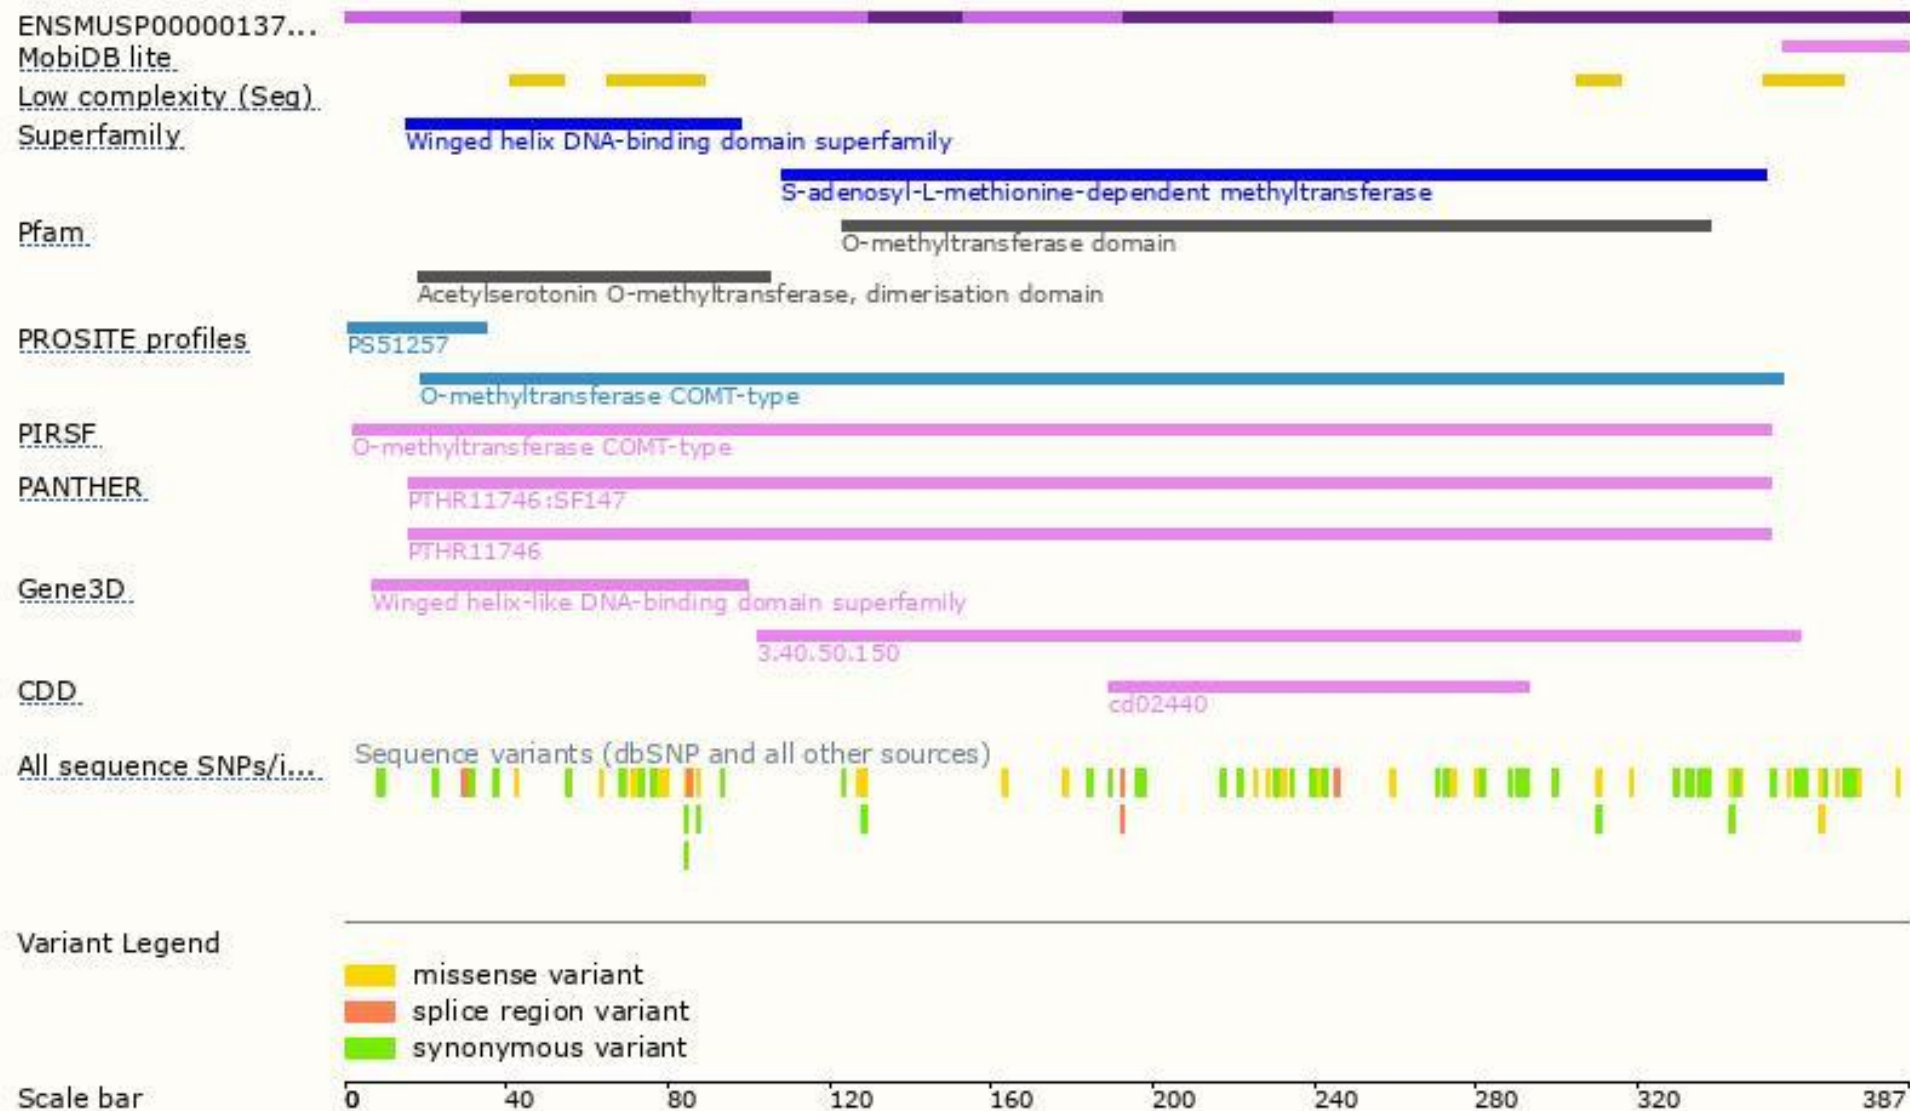 ENSMUSP00000137...
MobiDB lite
Low complexity (Seg)
Superfamily
Winged helix DNA-binding domain superfamily
S-adenosyl-L-methionine-dependent methyltransferase
Pfam
O-methyltransferase domain
Acetylserotonin O-methyltransferase, dimerisation domain
PROSITE profiles
PS51257
O-methyltransferase COMT-type
PIRSF
O-methyltransferase COMT-type
PANTHER
PTHR11746:SF147
PTHR11746
Gene3D
Winged helix-like DNA-binding domain superfamily
3.40.50.150
CDD
cd02440
All sequence SNPs/i...
Sequence variants (dbSNP and all other sources)
Variant Legend
missense variant
splice region variant
synonymous variant
Scale bar 0 40 80 120 160 200 240 280 320 387